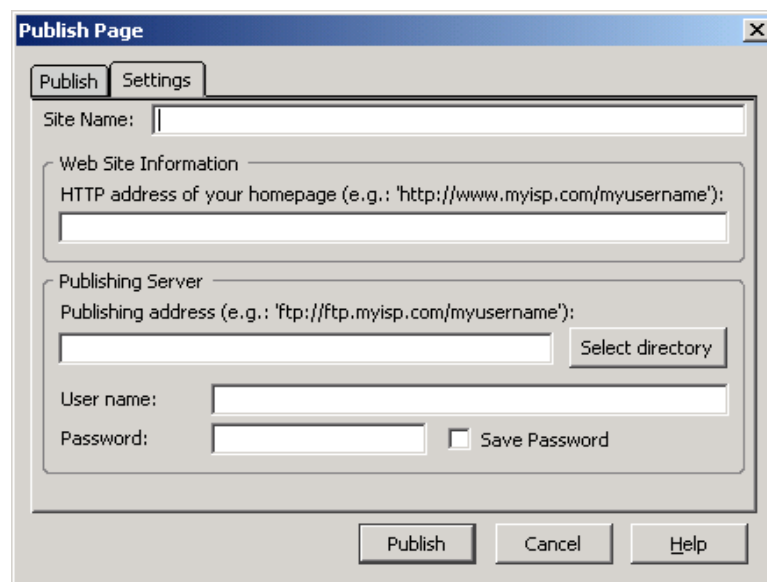 Publish Page
Publish Settings
Site Name:
Web Site Information
HTTP address of your homepage (e.g.: 'http://www.myisp.com/myusername'):
Publishing Server
Publishing address (e.g.: 'ftp://ftp.myisp.com/myusername'):
Select directory
User name:
Password: Save Password
Publish Cancel Help